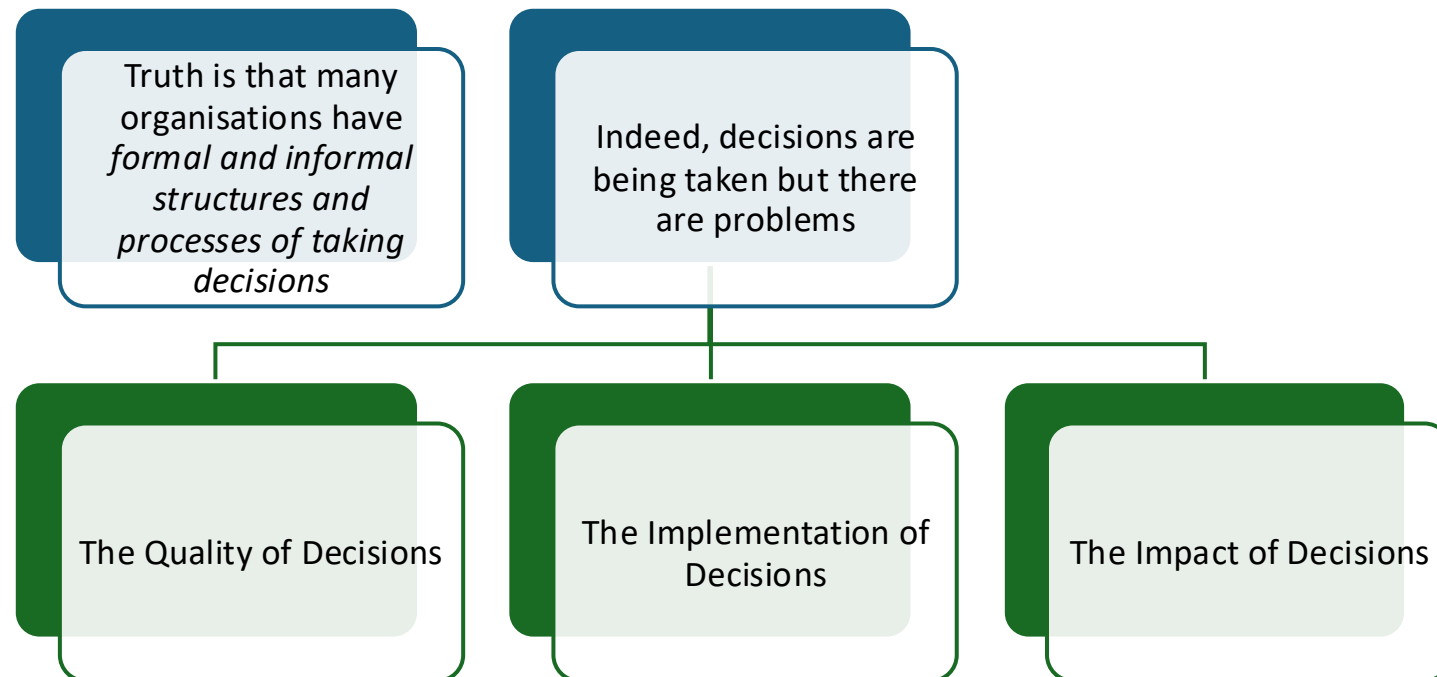 Truth is that many
organisations have
formal and informal
structures and
processes of taking
decisions
Indeed, decisions are
being taken but there
are problems
The Quality of Decisions
The Implementation of
Decisions
The Impact of Decisions